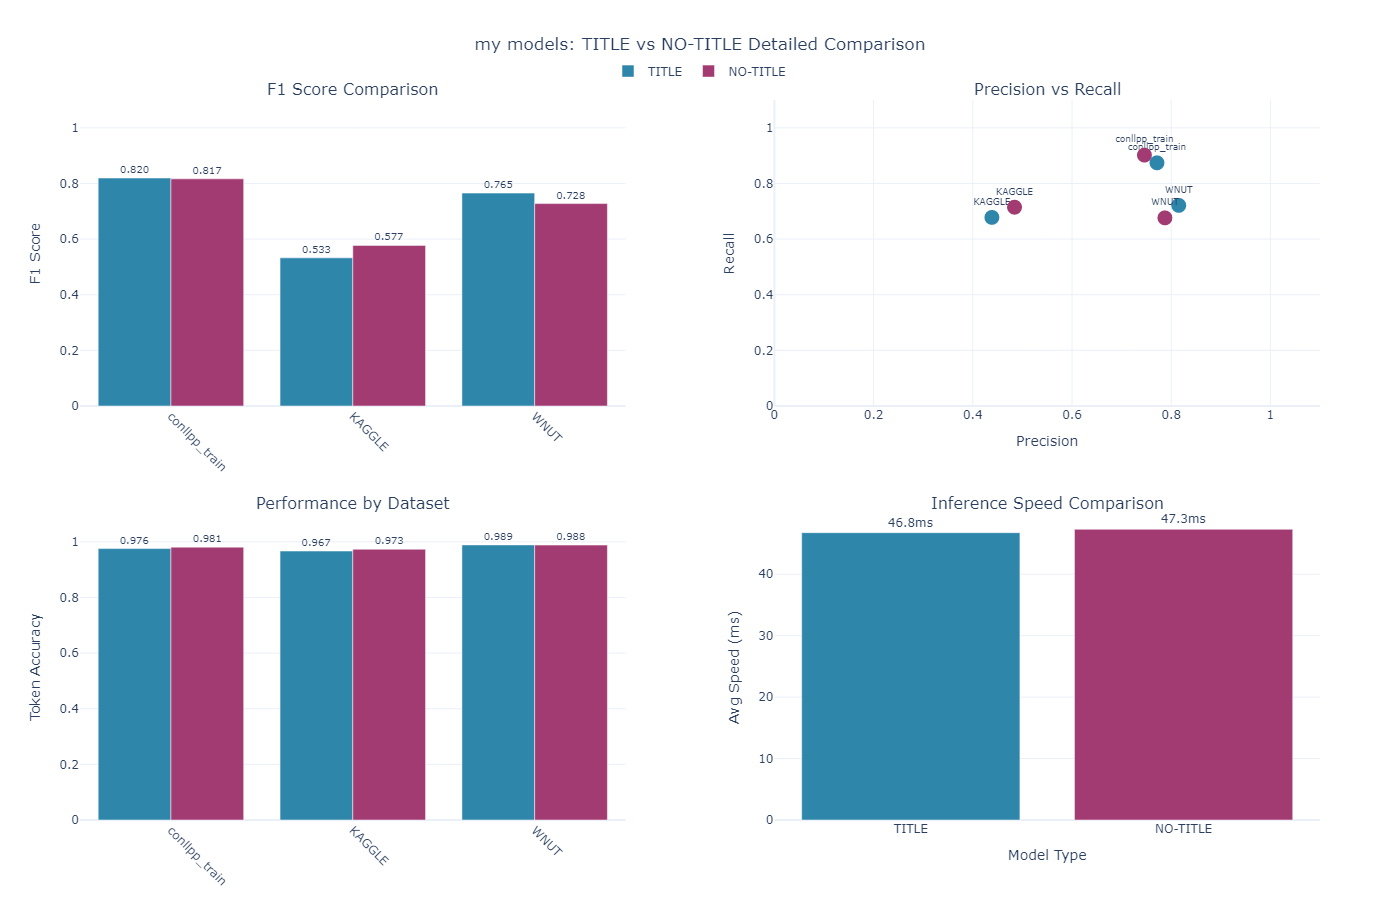 my models: TITLE vs NO-TITLE Detailed Comparison
TITLE NO-TITLE
F1 Score Comparison
1
0.8
0.6
0.4
0.2
0
F1 Score
0.820 0.817
0.533 0.577
0.765 0.728
conllpp_train KAGGLE WNUT
Precision vs Recall
1
0.8
0.6
0.4
0.2
0
Recall
conllpp_train
conllpp_train
KAGGLE
KAGGLE
WNUT
WNUT
0 0.2 0.4 0.6 0.8 1
Precision
Performance by Dataset
1
0.8
0.6
0.4
0.2
0
Token Accuracy
0.976 0.981
0.967 0.973
0.989 0.988
conllpp_train KAGGLE WNUT
Inference Speed Comparison
46.8ms 47.3ms
40
30
20
10
0
Avg Speed (ms)
TITLE NO-TITLE
Model Type